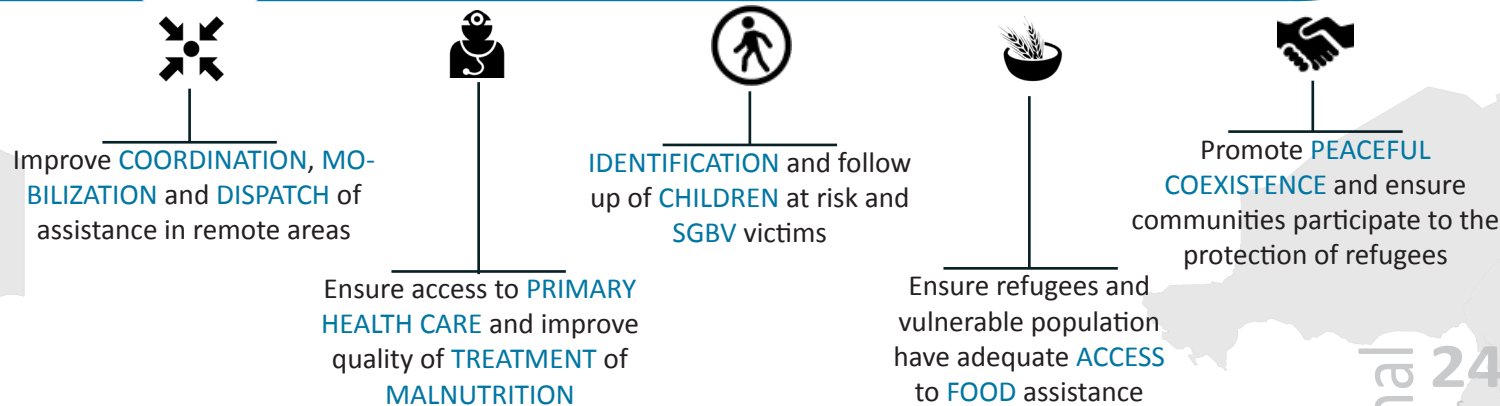 Improve COORDINATION, MO-
BILIZATION and DISPATCH of
assistance in remote areas
Ensure access to PRIMARY
HEALTH CARE and improve
quality of TREATMENT of
MALNUTRITION
IDENTIFICATION and follow
up of CHILDREN at risk and
SGBV victims
Ensure refugees and
vulnerable population
have adequate ACCESS
to FOOD assistance
Promote PEACEFUL
COEXISTENCE and ensure
communities participate to the
protection of refugees
24